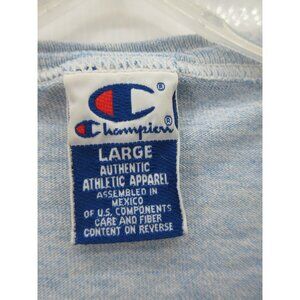 ®
Champion®
LARGE
AUTHENTIC
ATHLETIC APPAREL
ASSEMBLED IN
MEXICO
OF U.S. COMPONENTS
CARE AND FIBER
CONTENT ON REVERSE